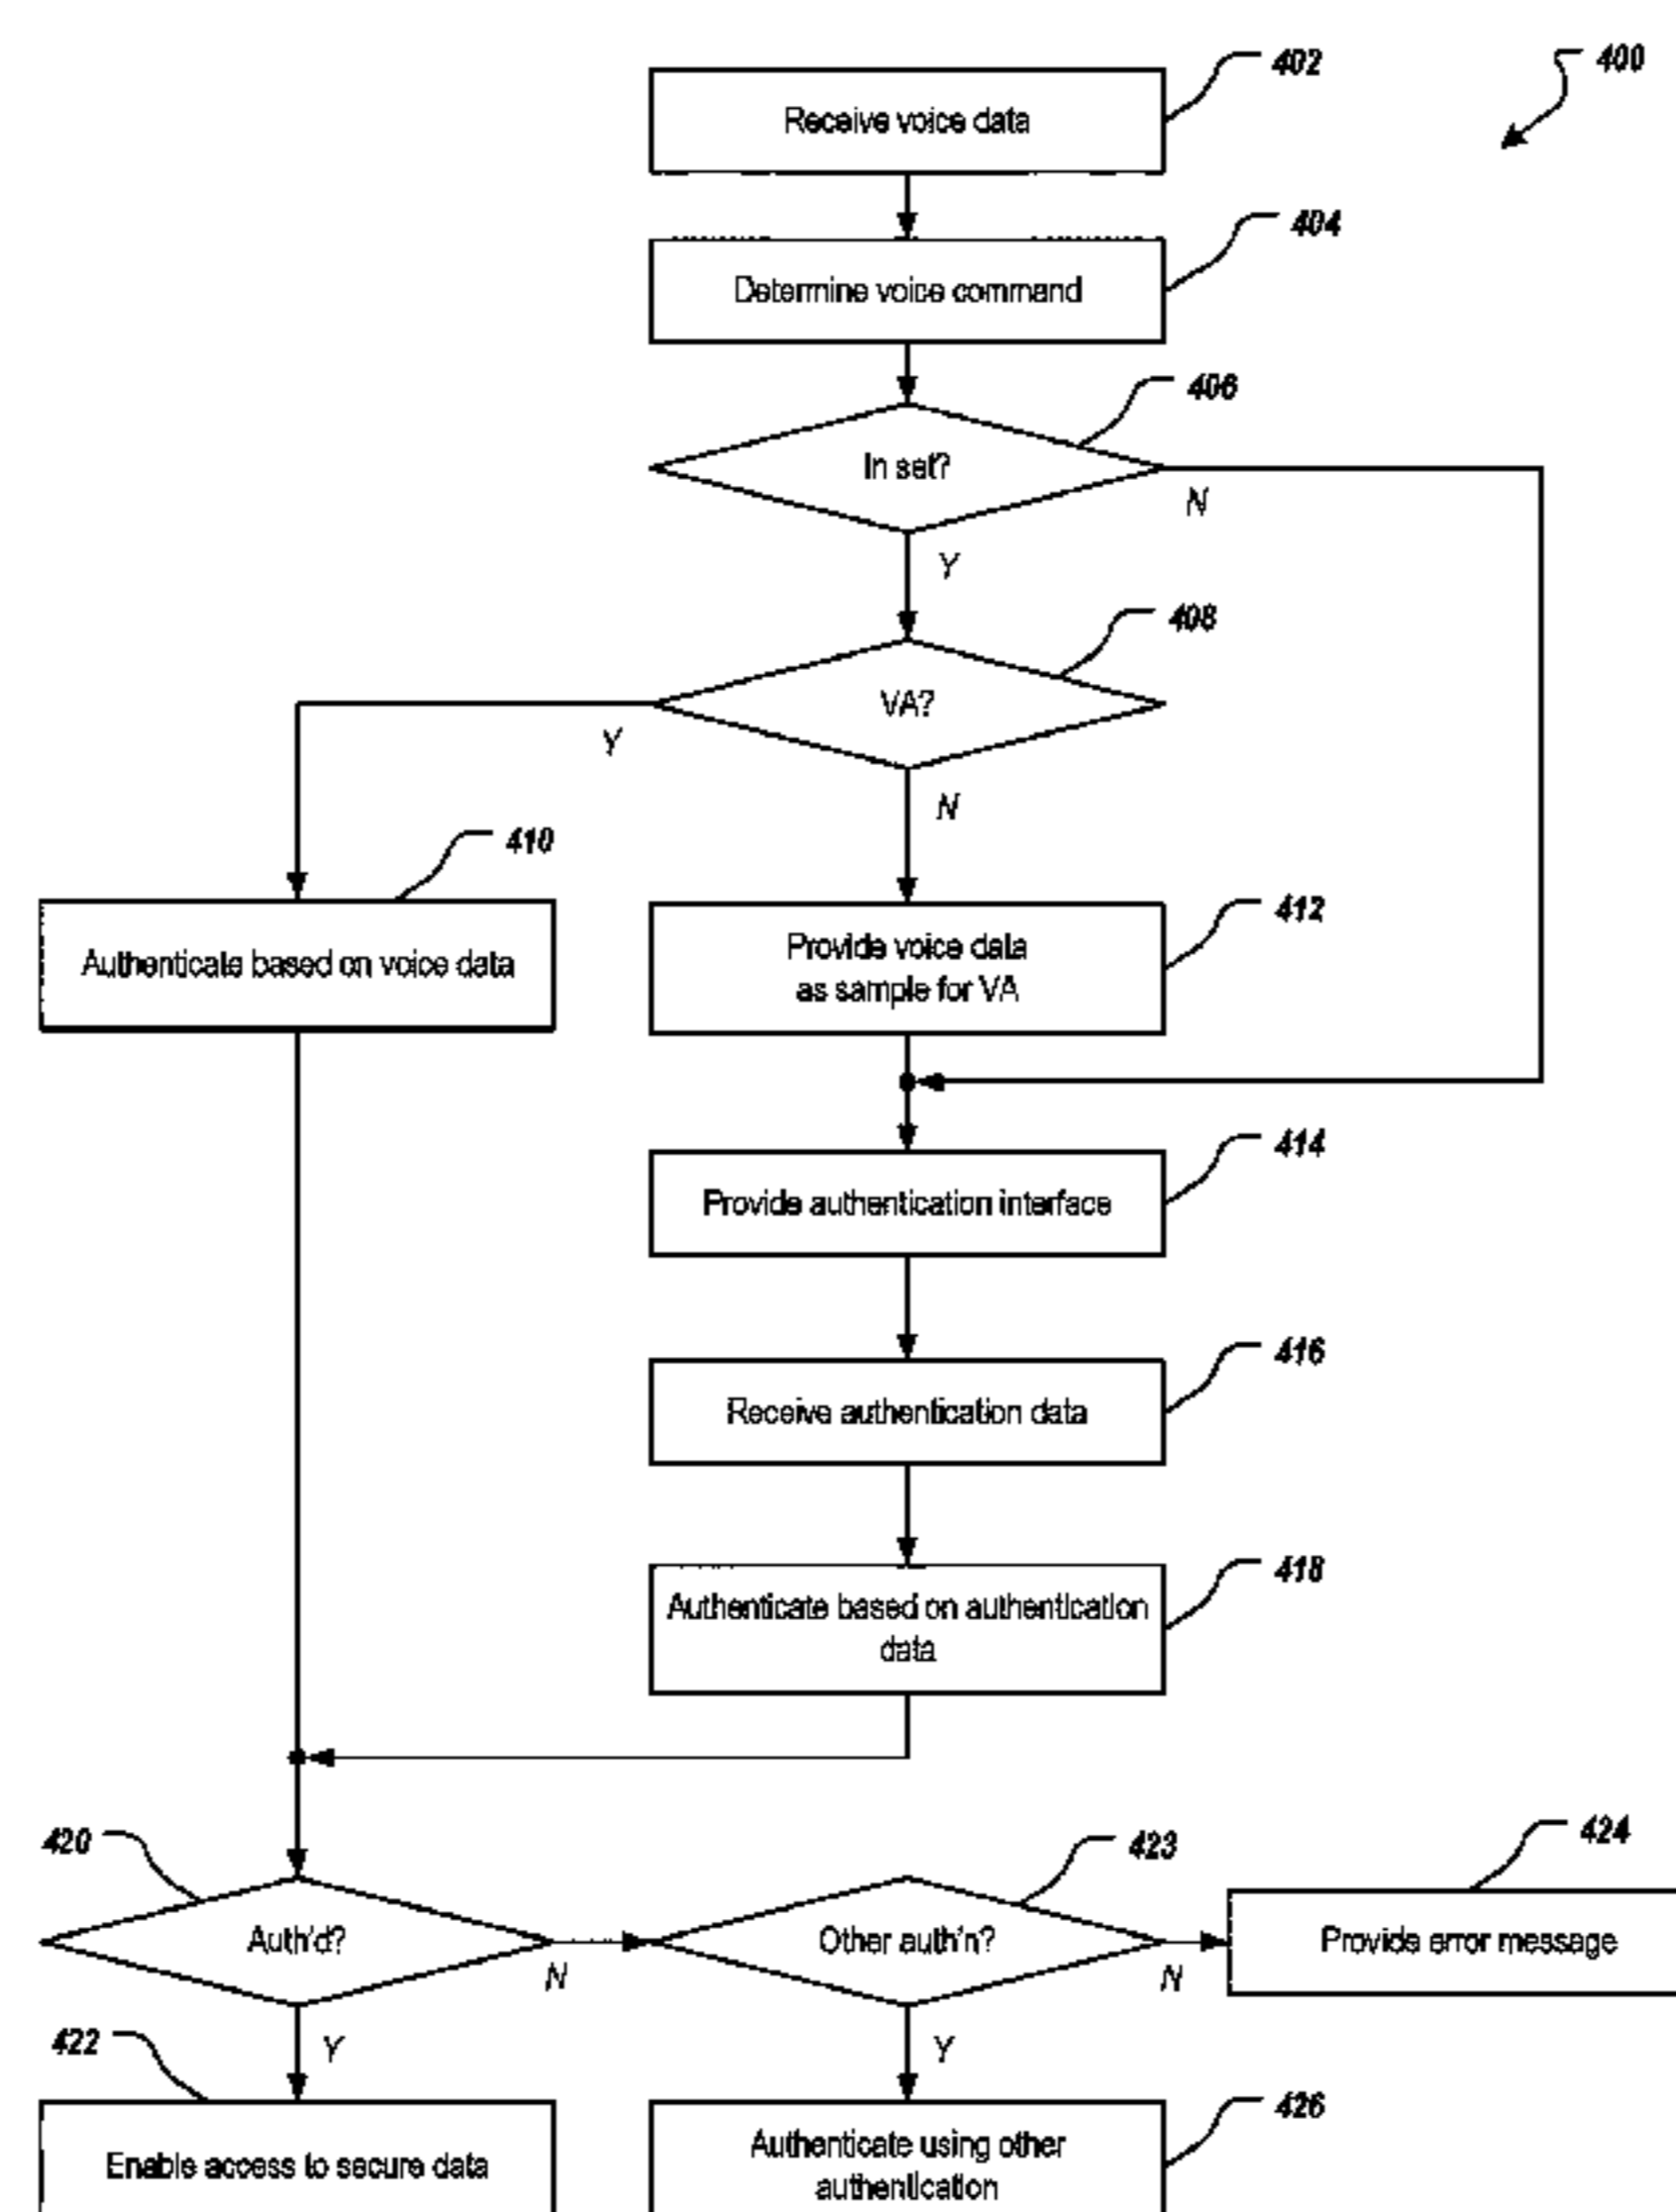 402
400
Receive voice data
404
Determine voice command
406
In set?
N
Y
408
VA?
Y
N
410
Authenticate based on voice data
412
Provide voice data
as sample for VA
414
Provide authentication interface
416
Receive authentication data
418
Authenticate based on authentication
data
420
423
424
Auth'd?
N
Other auth'n?
N
Provide error message
422
Y
Y
426
Enable access to secure data
Authenticate using other
authentication